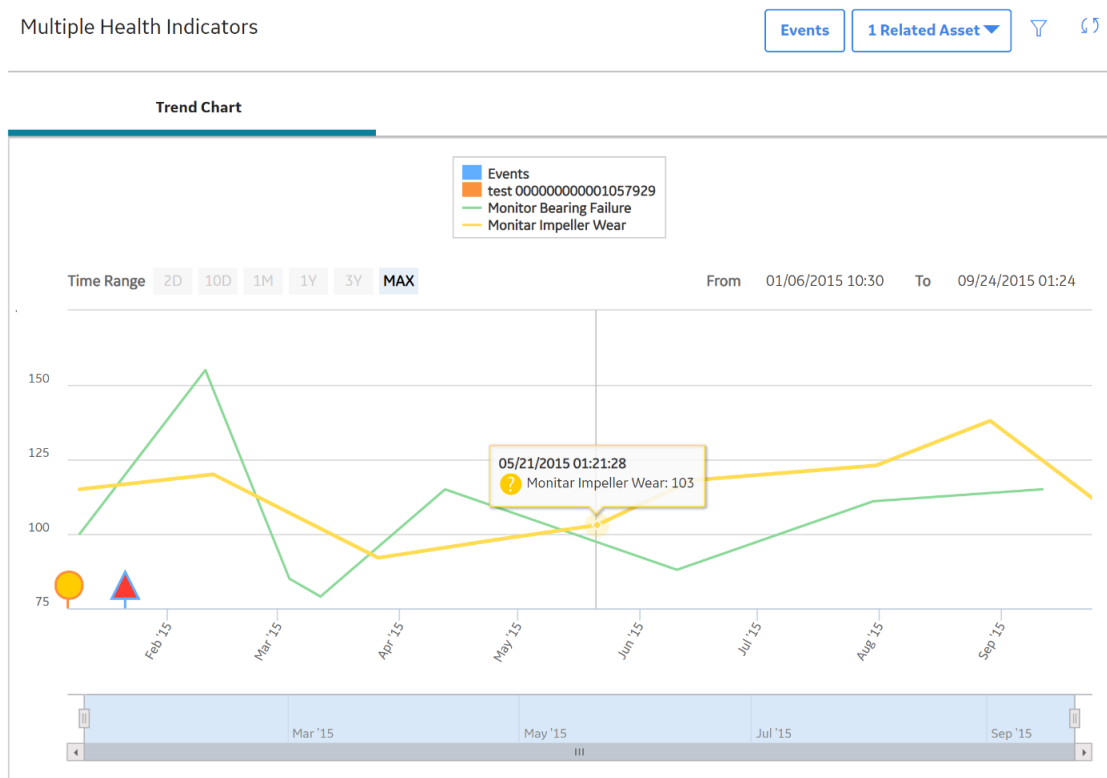 Multiple Health Indicators
Events
1 Related Asset
Trend Chart
Events
test 000000000001057929
Monitor Bearing Failure
Monitar Impeller Wear
Time Range 2D 10D 1M 1Y 3Y MAX From 01/06/2015 10:30 To 09/24/2015 01:24
150
125
100
75
05/21/2015 01:21:28
? Monitar Impeller Wear: 103
Feb '15 Mar '15 Apr '15 May '15 Jun '15 Jul '15 Aug '15 Sep '15
Mar '15 May '15 Jul '15 Sep '15